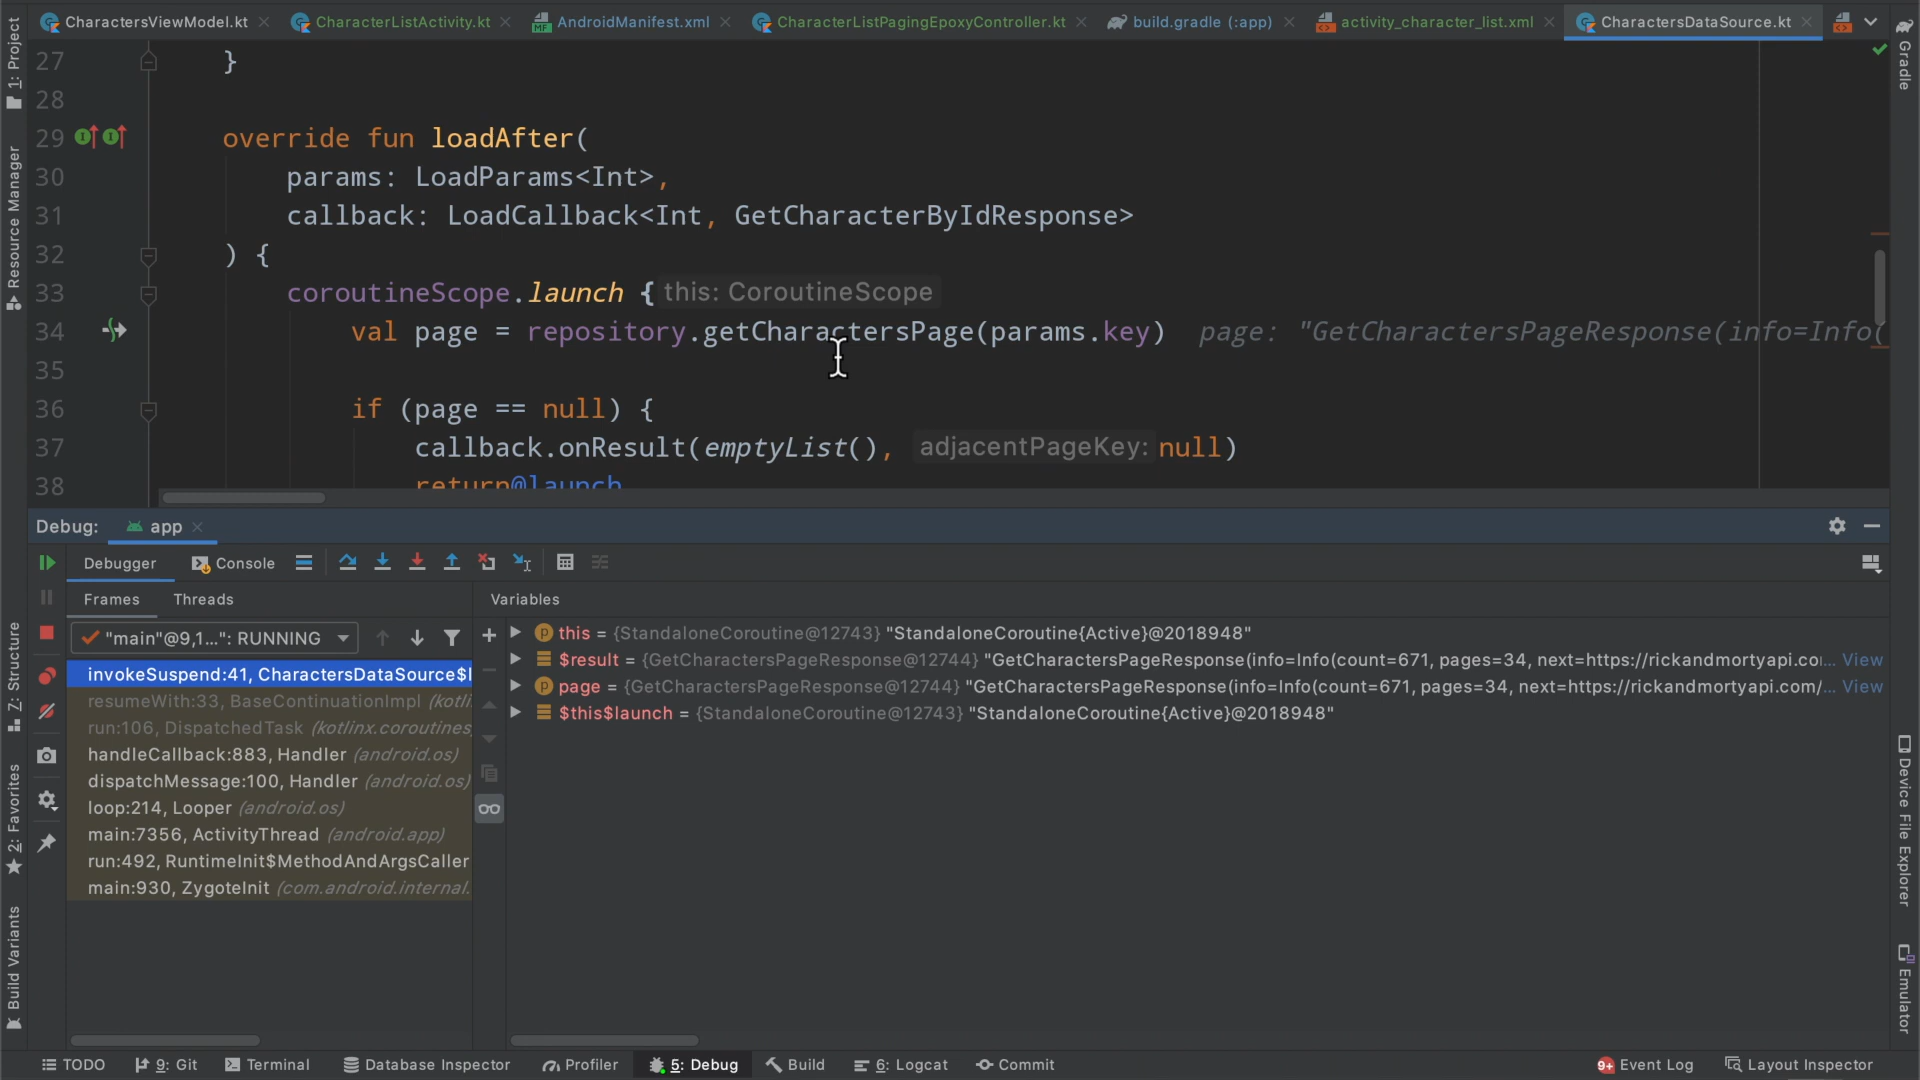 CharactersViewModel.kt CharacterListActivity.kt AndroidManifest.xml CharacterListPagingEpoxyController.kt build.gradle (:app) activity_character_list.xml CharactersDataSource.kt
1: Project
Resource Manager
Z: Structure
2: Favorites
Build Variants
Gradle
Device File Explorer
Emulator
27 }
28
29 override fun loadAfter(
30 params: LoadParams<Int>,
31 callback: LoadCallback<Int, GetCharacterByIdResponse>
32 ) {
33 coroutineScope.launch { this: CoroutineScope
34 val page = repository.getCharactersPage(params.key) page: "GetCharactersPageResponse(info=Info(
35
36 if (page == null) {
37 callback.onResult(emptyList(), adjacentPageKey: null)
38 return@launch
Debug: app
Debugger Console
Frames Threads Variables
"main"@9,1...": RUNNING
invokeSuspend:41, CharactersDataSource$l
resumeWith:33, BaseContinuationImpl (kotli
run:106, DispatchedTask (kotlinx.coroutines
handleCallback:883, Handler (android.os)
dispatchMessage:100, Handler (android.os)
loop:214, Looper (android.os)
main:7356, ActivityThread (android.app)
run:492, RuntimeInit$MethodAndArgsCaller
main:930, ZygoteInit (com.android.internal.
this = {StandaloneCoroutine@12743} "StandaloneCoroutine{Active}@2018948"
$result = {GetCharactersPageResponse@12744} "GetCharactersPageResponse(info=Info(count=671, pages=34, next=https://rickandmortyapi.co... View
page = {GetCharactersPageResponse@12744} "GetCharactersPageResponse(info=Info(count=671, pages=34, next=https://rickandmortyapi.com/... View
$this$launch = {StandaloneCoroutine@12743} "StandaloneCoroutine{Active}@2018948"
TODO 9: Git Terminal Database Inspector Profiler 5: Debug Build 6: Logcat Commit 9+ Event Log Layout Inspector